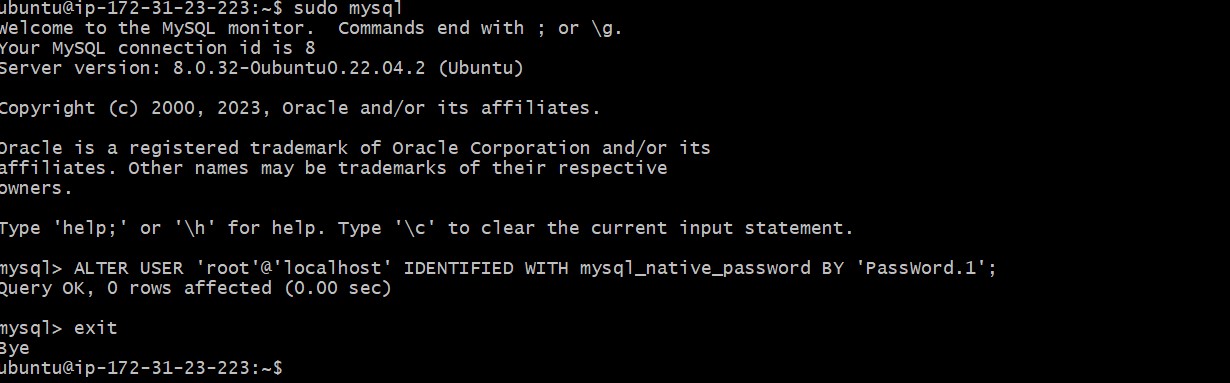 ubuntu@ip-172-31-23-223:~$ sudo mysql
Welcome to the MySQL monitor.  Commands end with ; or \g.
Your MySQL connection id is 8
Server version: 8.0.32-0ubuntu0.22.04.2 (Ubuntu)
Copyright (c) 2000, 2023, Oracle and/or its affiliates.
Oracle is a registered trademark of Oracle Corporation and/or its
affiliates. Other names may be trademarks of their respective
owners.
Type 'help;' or '\h' for help. Type '\c' to clear the current input statement.
mysql> ALTER USER 'root'@'localhost' IDENTIFIED WITH mysql_native_password BY 'PassWord.1';
Query OK, 0 rows affected (0.00 sec)
mysql> exit
Bye
ubuntu@ip-172-31-23-223:~$